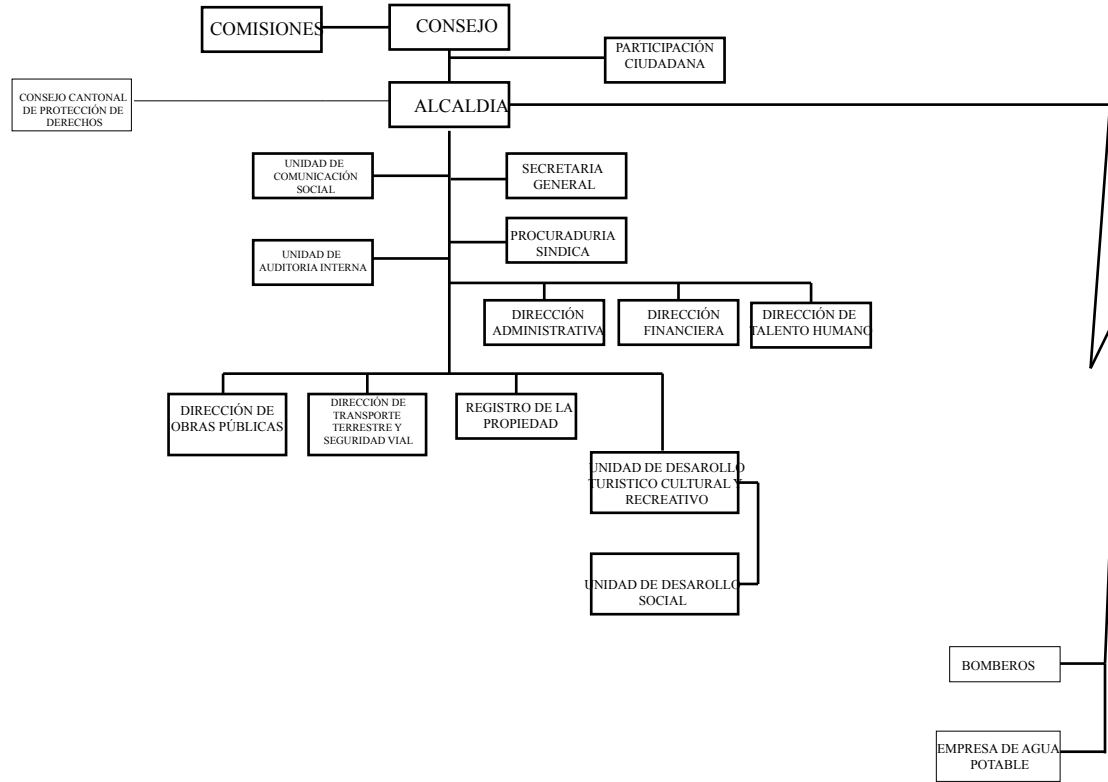 COMISIONES
CONSEJO
PARTICIPACIÓN
CIUDADANA
CONSEJO CANTONAL
DE PROTECCIÓN DE
DERECHOS
ALCALDIA
UNIDAD DE
COMUNICACIÓN
SOCIAL
SECRETARIA
GENERAL
UNIDAD DE
AUDITORIA INTERNA
PROCURADURIA
SINDICA
DIRECCIÓN
ADMINISTRATIVA
DIRECCIÓN
FINANCIERA
DIRECCIÓN DE
TALENTO HUMANO
DIRECCIÓN DE
OBRAS PÚBLICAS
DIRECCIÓN DE
TRANSPORTE
TERRESTRE Y
SEGURIDAD VIAL
REGISTRO DE LA
PROPIEDAD
UNIDAD DE DESAROLLO
TURISTICO CULTURAL Y
RECREATIVO
UNIDAD DE DESAROLLO
SOCIAL
BOMBEROS
EMPRESA DE AGUA
POTABLE